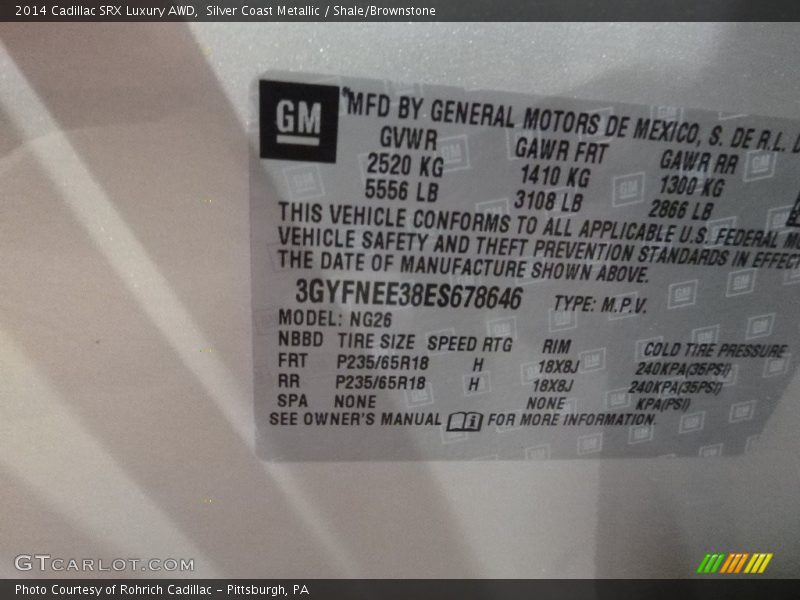 2014 Cadillac SRX Luxury AWD, Silver Coast Metallic / Shale/Brownstone
GM
MFD BY GENERAL MOTORS DE MEXICO, S. DE R.L.
GVWR GAWR FRT GAWR RR
2520 KG 1410 KG 1300 KG
5556 LB 3108 LB 2866 LB
THIS VEHICLE CONFORMS TO ALL APPLICABLE U.S. FEDERAL
VEHICLE SAFETY AND THEFT PREVENTION STANDARDS IN EFFECT
THE DATE OF MANUFACTURE SHOWN ABOVE.
3GYFNEE38ES678646 TYPE: M.P.V.
MODEL: NG26
NBBD TIRE SIZE SPEED RTG RIM COLD TIRE PRESSURE
FRT P235/65R18 H 18X8J 240KPA(35PSI)
RR P235/65R18 H 18X8J 240KPA(35PSI)
SPA NONE NONE KPA(PSI)
SEE OWNER'S MANUAL FOR MORE INFORMATION.
GTCARLOT.COM
Photo Courtesy of Rohrich Cadillac - Pittsburgh, PA